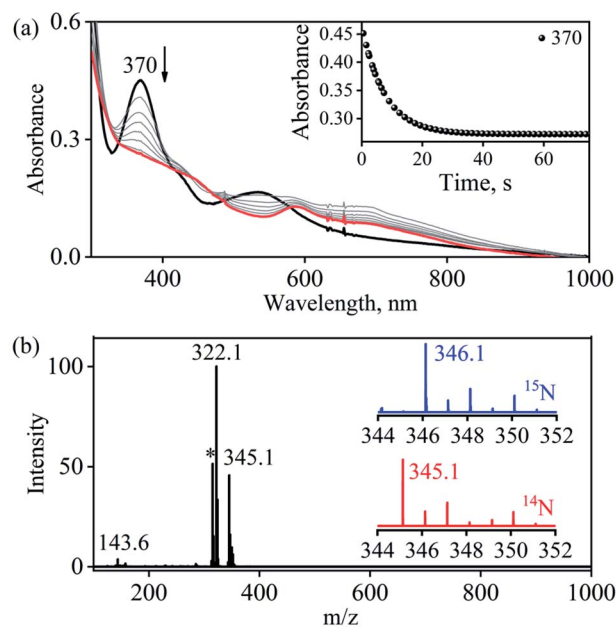 (a)
0.6
0.3
0.0
Absorbance
370
400
600
800
1000
Wavelength, nm
0.45
0.40
0.35
0.30
Absorbance
370
0
20
40
60
Time, s
(b)
100
50
0
Intensity
143.6
*
322.1
345.1
200
400
600
800
1000
m/z
346.1
15N
344 346 348 350 352
345.1
14N
344 346 348 350 352